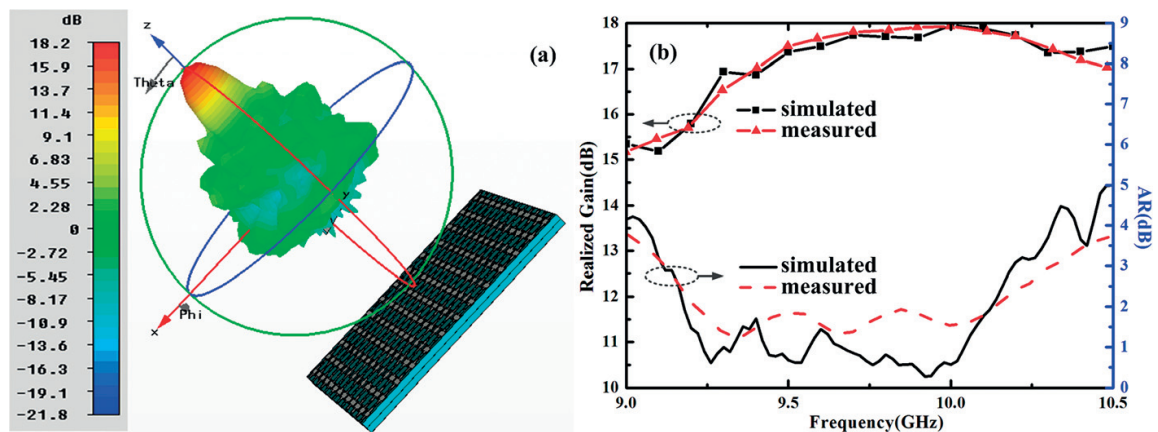 dB
18.2
15.9
13.7
11.4
9.1
6.83
4.55
2.28
0
-2.72
-5.45
-8.17
-10.9
-13.6
-16.3
-19.1
-21.8
z
Theta
y
x
Phi
(a)
(b)
Realized Gain(dB)
18
17
16
15
14
13
12
11
10
simulated
measured
simulated
measured
9
8
7
6
5
4
3
2
1
0
AR(dB)
9.0
9.5
10.0
10.5
Frequency(GHz)